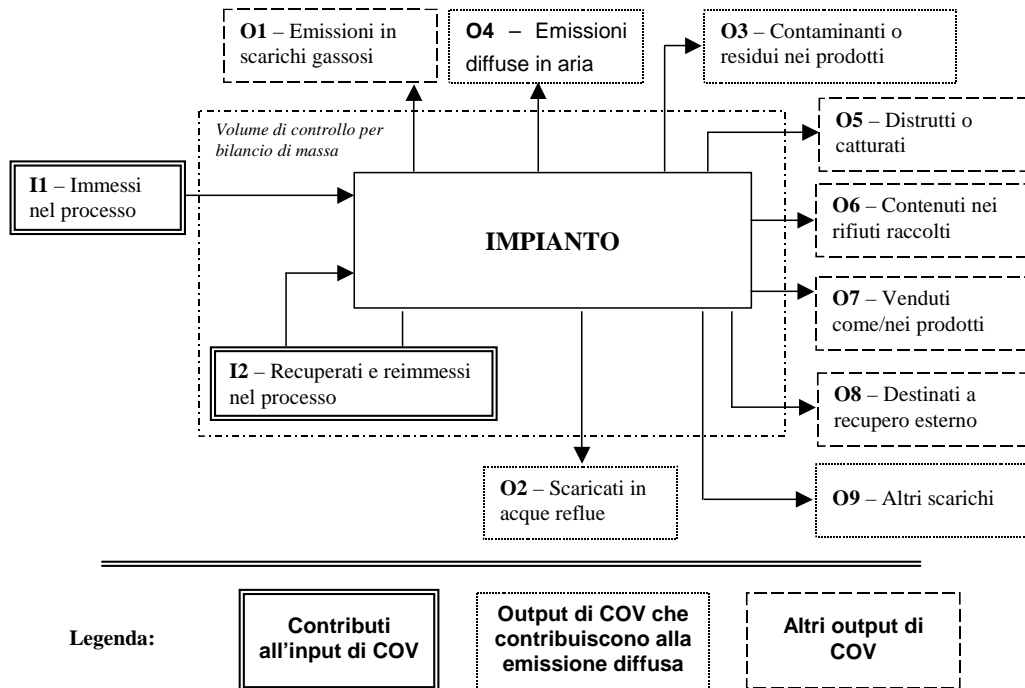 O1 – Emissioni in
scarichi gassosi
O4 – Emissioni
diffuse in aria
O3 – Contaminanti o
residui nei prodotti
Volume di controllo per
bilancio di massa
O5 – Distrutti o
catturati
I1 – Immessi
nel processo
IMPIANTO
O6 – Contenuti nei
rifiuti raccolti
O7 – Venduti
come/nei prodotti
I2 – Recuperati e reimmessi
nel processo
O8 – Destinati a
recupero esterno
O2 – Scaricati in
acque reflue
O9 – Altri scarichi
Legenda:
Contributi
all'input di COV
Output di COV che
contribuiscono alla
emissione diffusa
Altri output di
COV